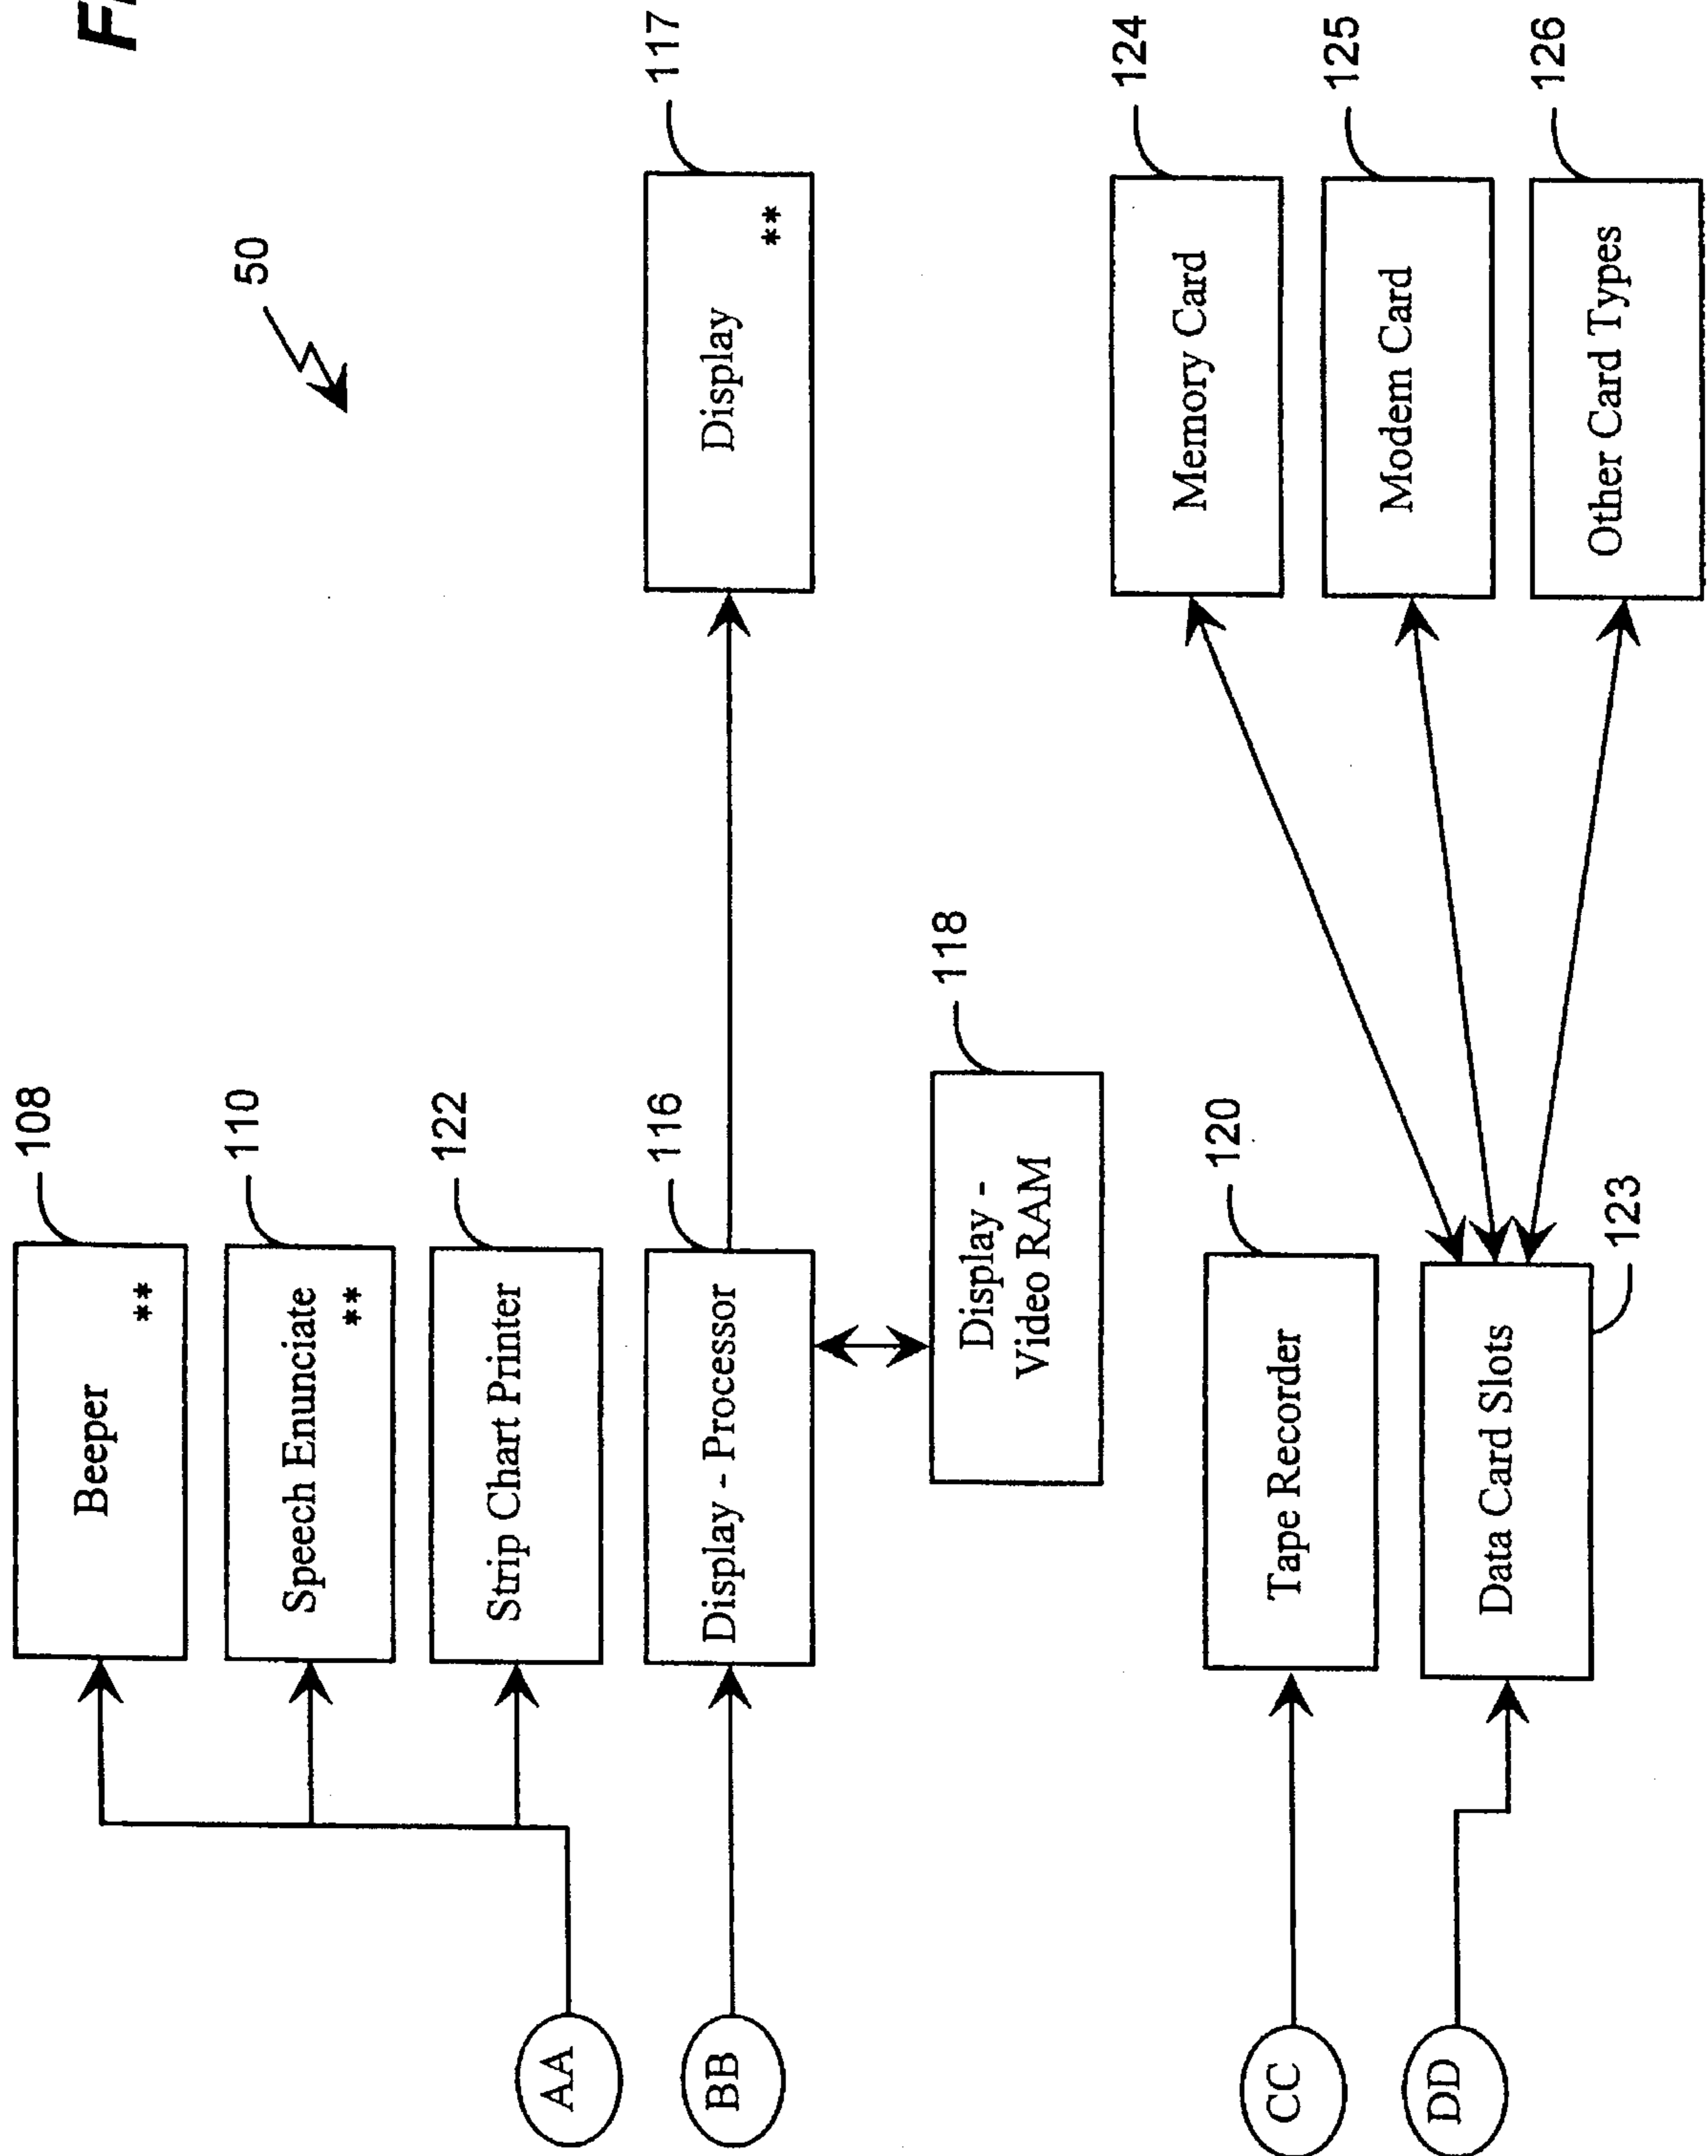 50
108
Beeper
**
110
Speech Enunciate
**
122
Strip Chart Printer
AA
116
Display - Processor
BB
117
Display
**
118
Display -
Video RAM
120
Tape Recorder
CC
123
Data Card Slots
DD
124
Memory Card
125
Modem Card
126
Other Card Types